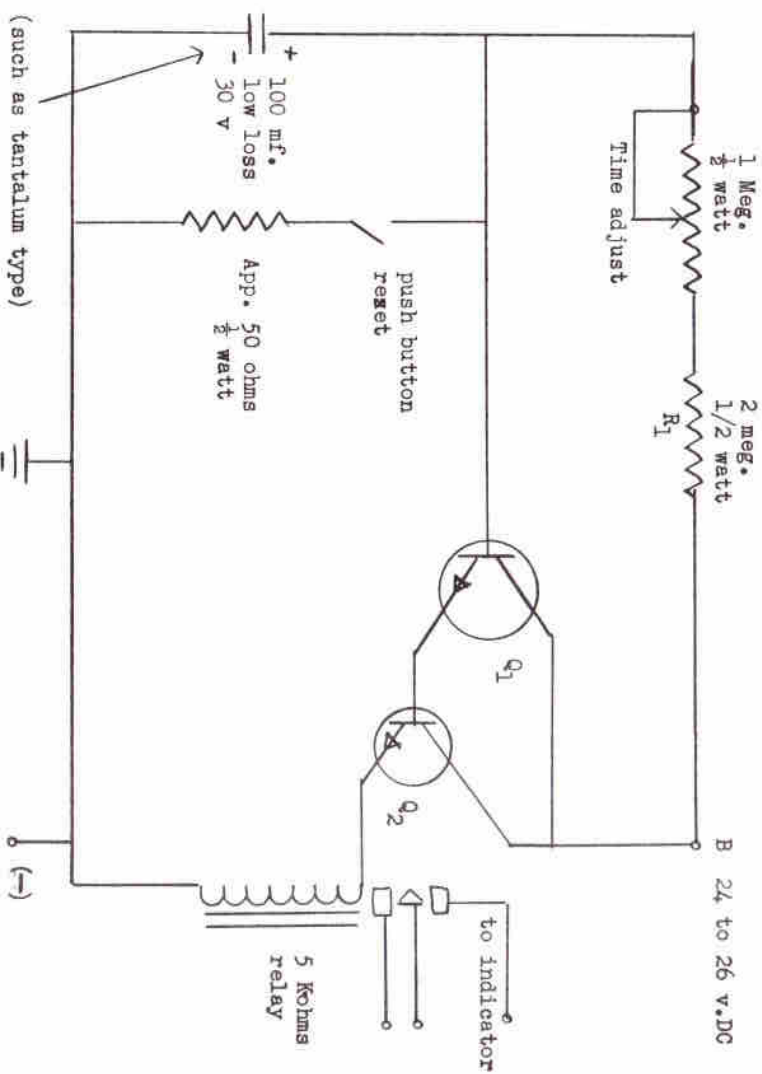 1 Meg.
½ watt
Time adjust
2 meg.
1/2 watt
R1
B 24 to 26 v.DC
Q1
Q2
to indicator
push button
reset
+
-
100 mf.
low loss
30 v
App. 50 ohms
½ watt
5 Kohms
relay
(such as tantalum type)
(-)